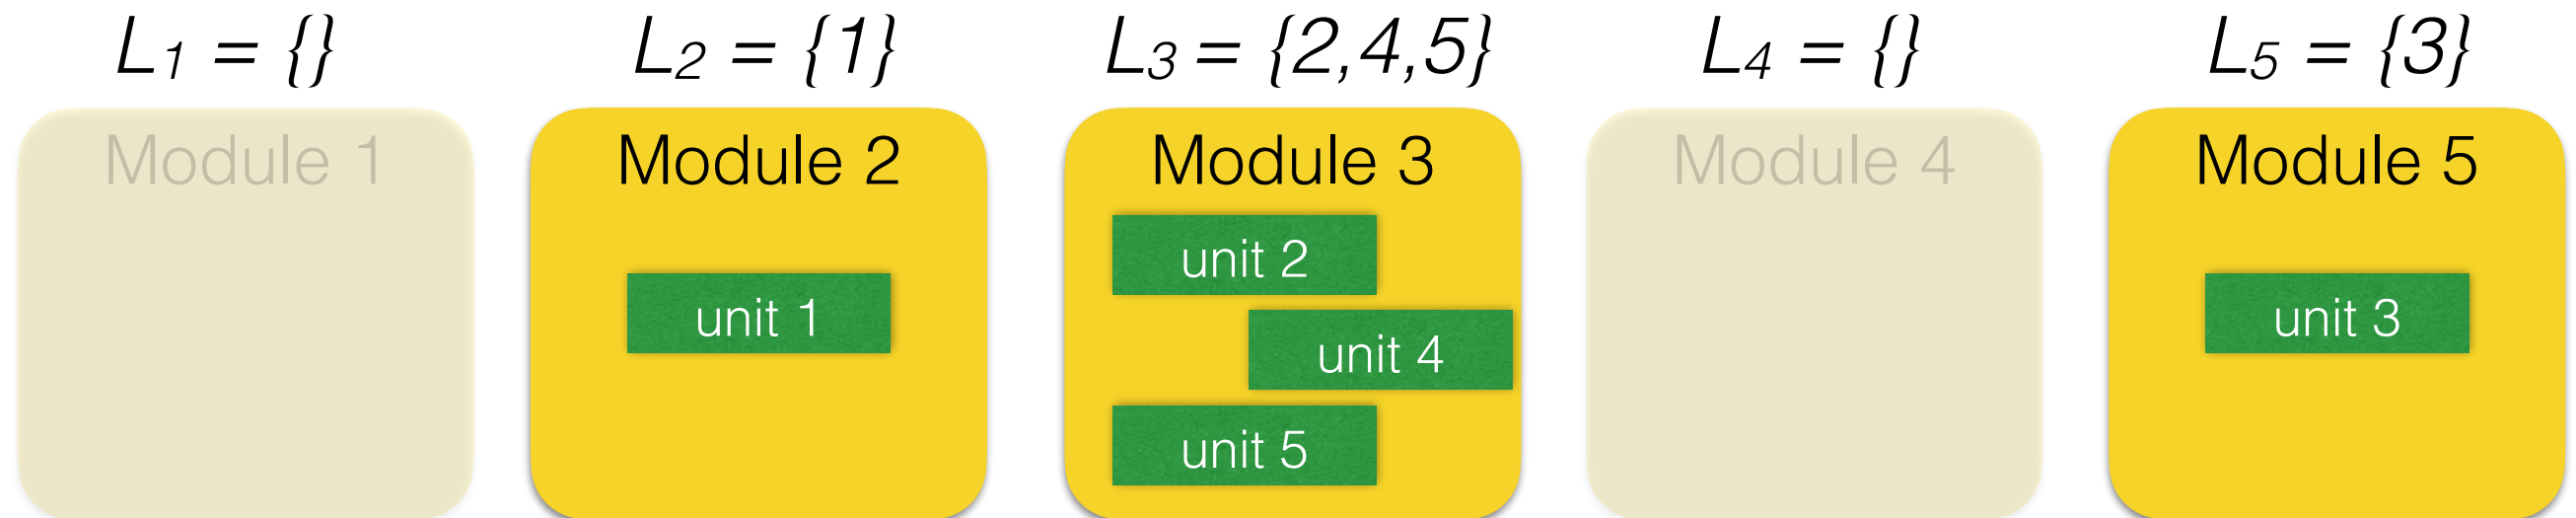 L1 = {}
L2 = {1}
L3 = {2,4,5}
L4 = {}
L5 = {3}
Module 1
Module 2
Module 3
Module 4
Module 5
unit 2
unit 1
unit 3
unit 4
unit 5